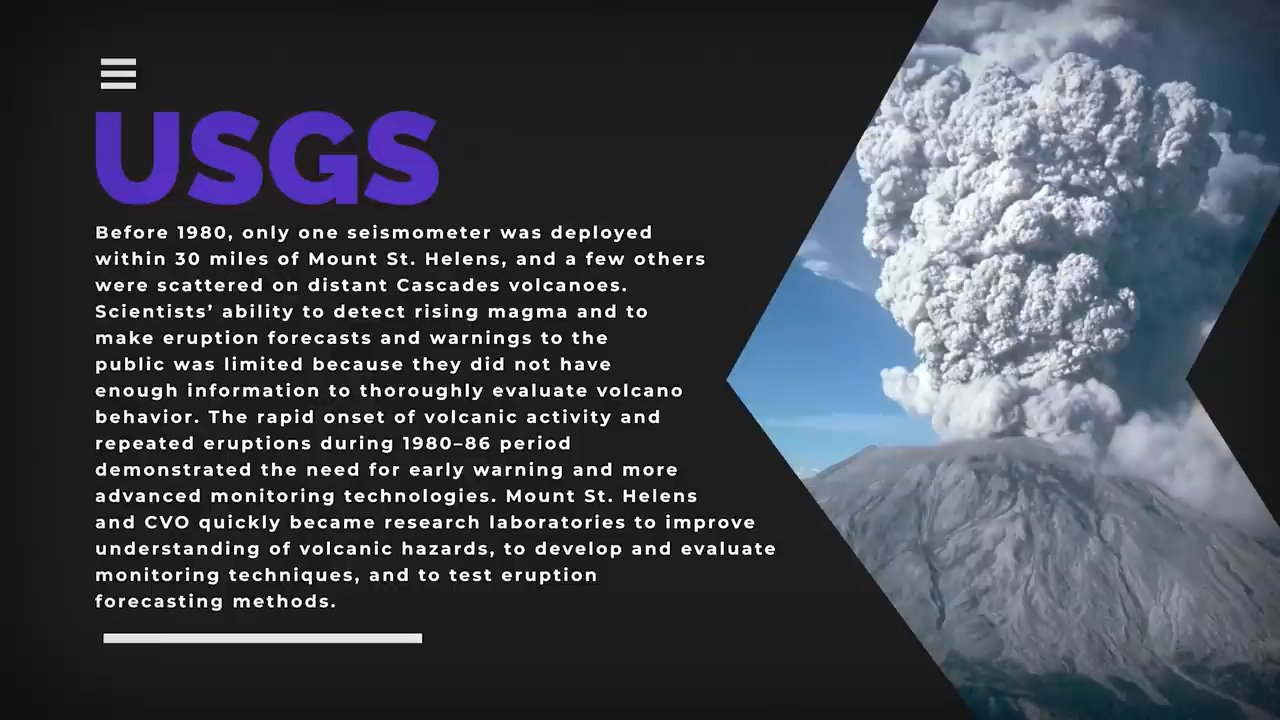 USGS
Before 1980, only one seismometer was deployed
within 30 miles of Mount St. Helens, and a few others
were scattered on distant Cascades volcanoes.
Scientists’ ability to detect rising magma and to
make eruption forecasts and warnings to the
public was limited because they did not have
enough information to thoroughly evaluate volcano
behavior. The rapid onset of volcanic activity and
repeated eruptions during 1980–86 period
demonstrated the need for early warning and more
advanced monitoring technologies. Mount St. Helens
and CVO quickly became research laboratories to improve
understanding of volcanic hazards, to develop and evaluate
monitoring techniques, and to test eruption
forecasting methods.